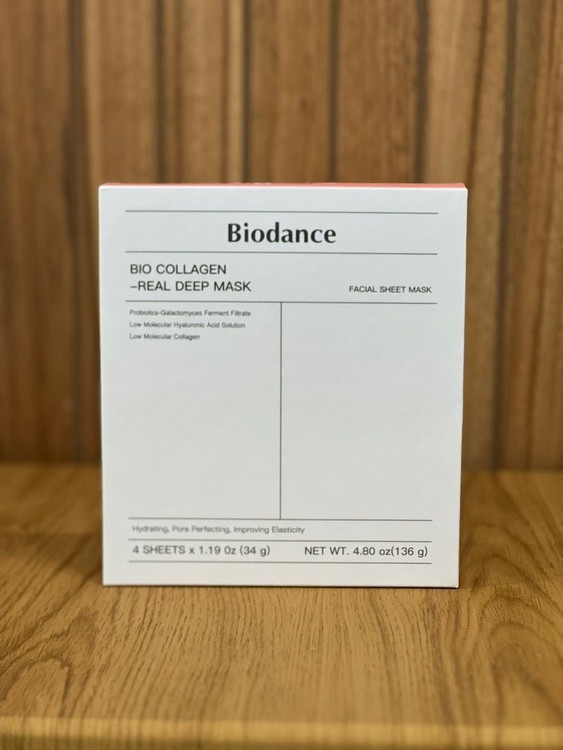 Biodance
BIO COLLAGEN
-REAL DEEP MASK
FACIAL SHEET MASK
Probiotics-Galactomyces Ferment Filtrate
Low Molecular Hyaluronic Acid Solution
Low Molecular Collagen
Hydrating, Pore Perfecting, Improving Elasticity
4 SHEETS x 1.19 Oz (34 g) NET WT. 4.80 oz(136 g)